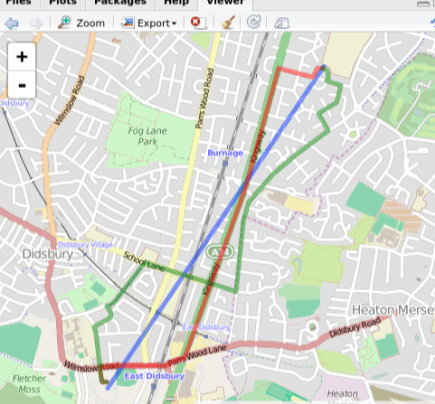 Files Plots Packages Help Viewer
Zoom Export
+
-
Wilmslow Road
Parrs Wood Road
idsbury
Fog Lane
Park
Kingsway
Burnage
Didsbury Village
Didsbury
School Lane
A34
Kingsway
East Didsbury
Heaton Merse
Didsbury Road
Parrs Wood Lane
Wilmslow Road
East Didsbury
Fletcher
Moss
Heaton